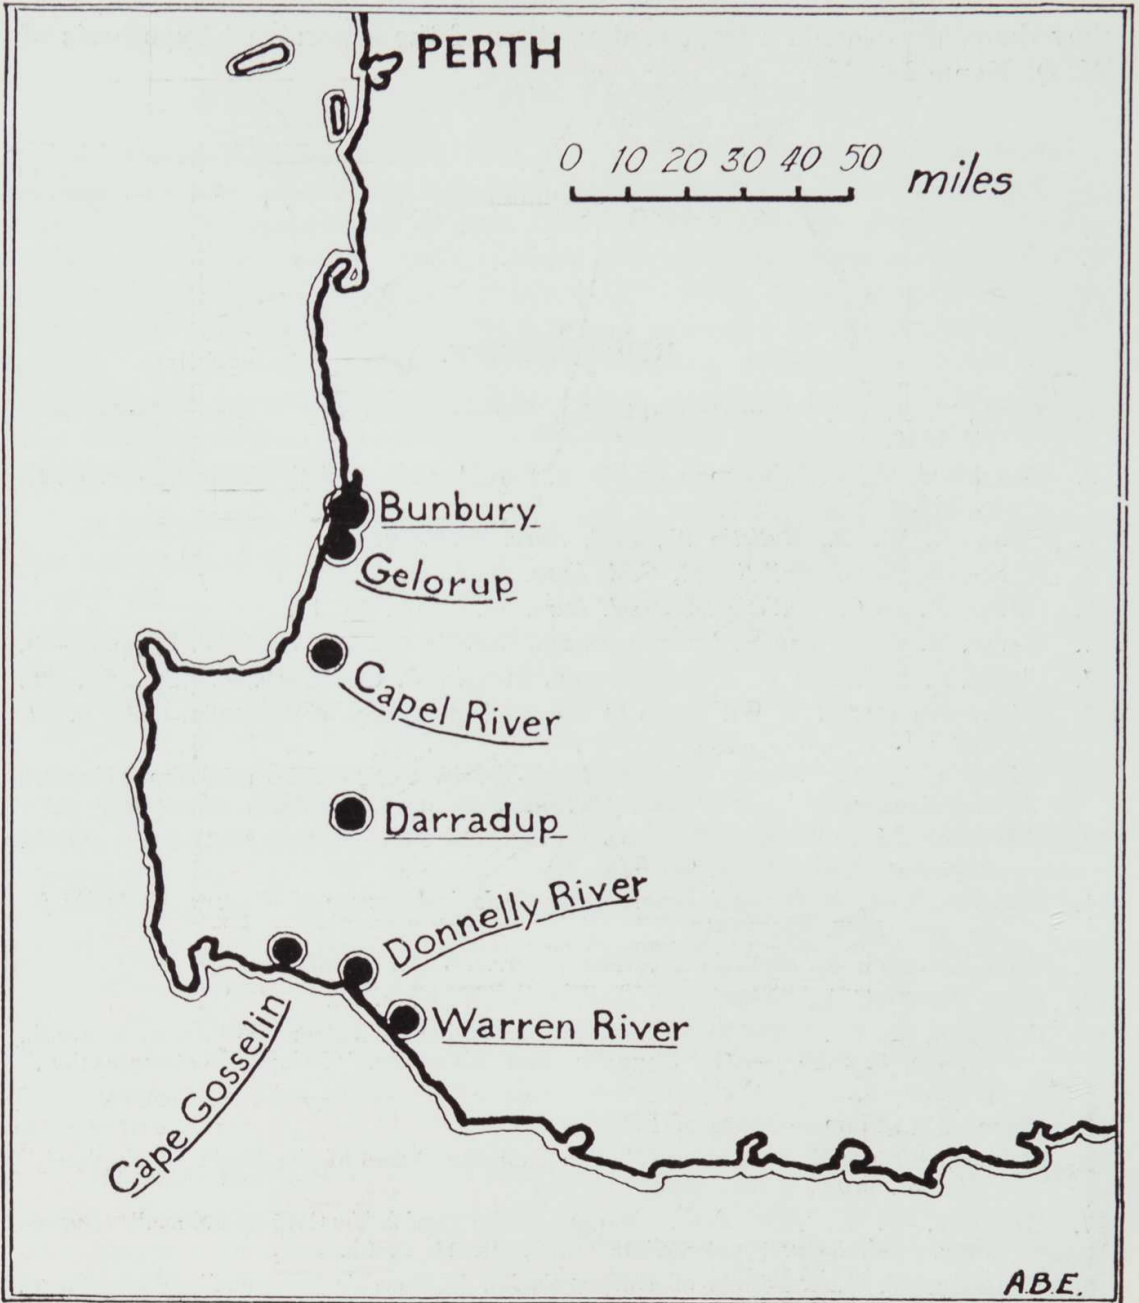 PERTH
0 10 20 30 40 50 miles
Bunbury
Gelorup
Capel River
Darradup
Donnelly River
Warren River
Cape Gosselin
A.B.E.